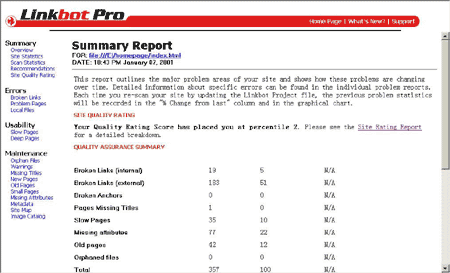 Linkbot Pro
Home Page | What's New? | Support
Summary
Overview
Site Statistics
Scan Statistics
Recommendations
Site Quality Rating
Errors
Broken Links
Problem Pages
Local Files
Usability
Slow Pages
Deep Pages
Maintenance
Orphan Files
Warnings
Missing Titles
New Pages
Old Pages
Small Pages
Missing Attributes
Metadata
Site Map
Image Catalog
Summary Report
FOR: file:///E|/homepage/index.html
DATE: 10:43 PM January 07, 2001
This report outlines the major problem areas of your site and shows how these problems are changing
over time. Detailed information about specific errors can be found in the individual problem reports.
Each time you re-scan your site by updating the Linkbot Project file, the previous problem statistics
will be recorded in the "% Change from last" column and in the graphical chart.
SITE QUALITY RATING
Your Quality Rating Score has placed you at percentile 2. Please see the Site Rating Report
for a detailed breakdown.
QUALITY ASSURANCE SUMMARY
Broken Links (internal) 19 5 N/A
Broken Links (external) 183 51 N/A
Broken Anchors 0 0 N/A
Pages Missing Titles 1 0 N/A
Slow Pages 35 10 N/A
Missing attributes 77 22 N/A
Old pages 42 12 N/A
Orphaned files 0 0 N/A
Total 357 100 N/A